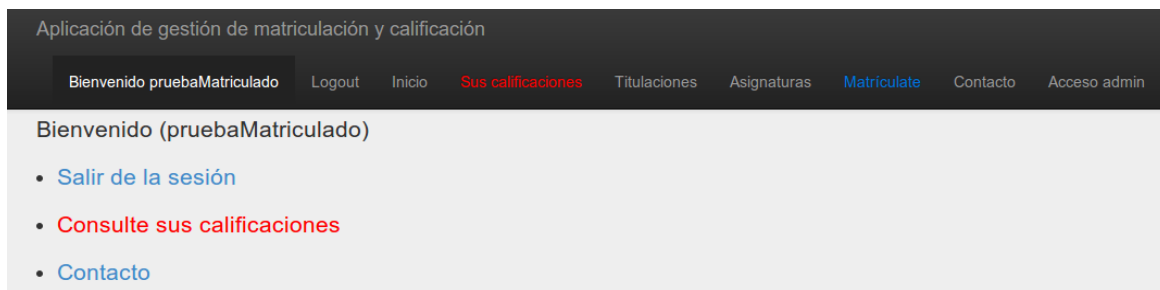 Aplicación de gestión de matriculación y calificación
Bienvenido pruebaMatriculado Logout Inicio Sus calificaciones Titulaciones Asignaturas Matrículate Contacto Acceso admin
Bienvenido (pruebaMatriculado)
• Salir de la sesión
• Consulte sus calificaciones
• Contacto